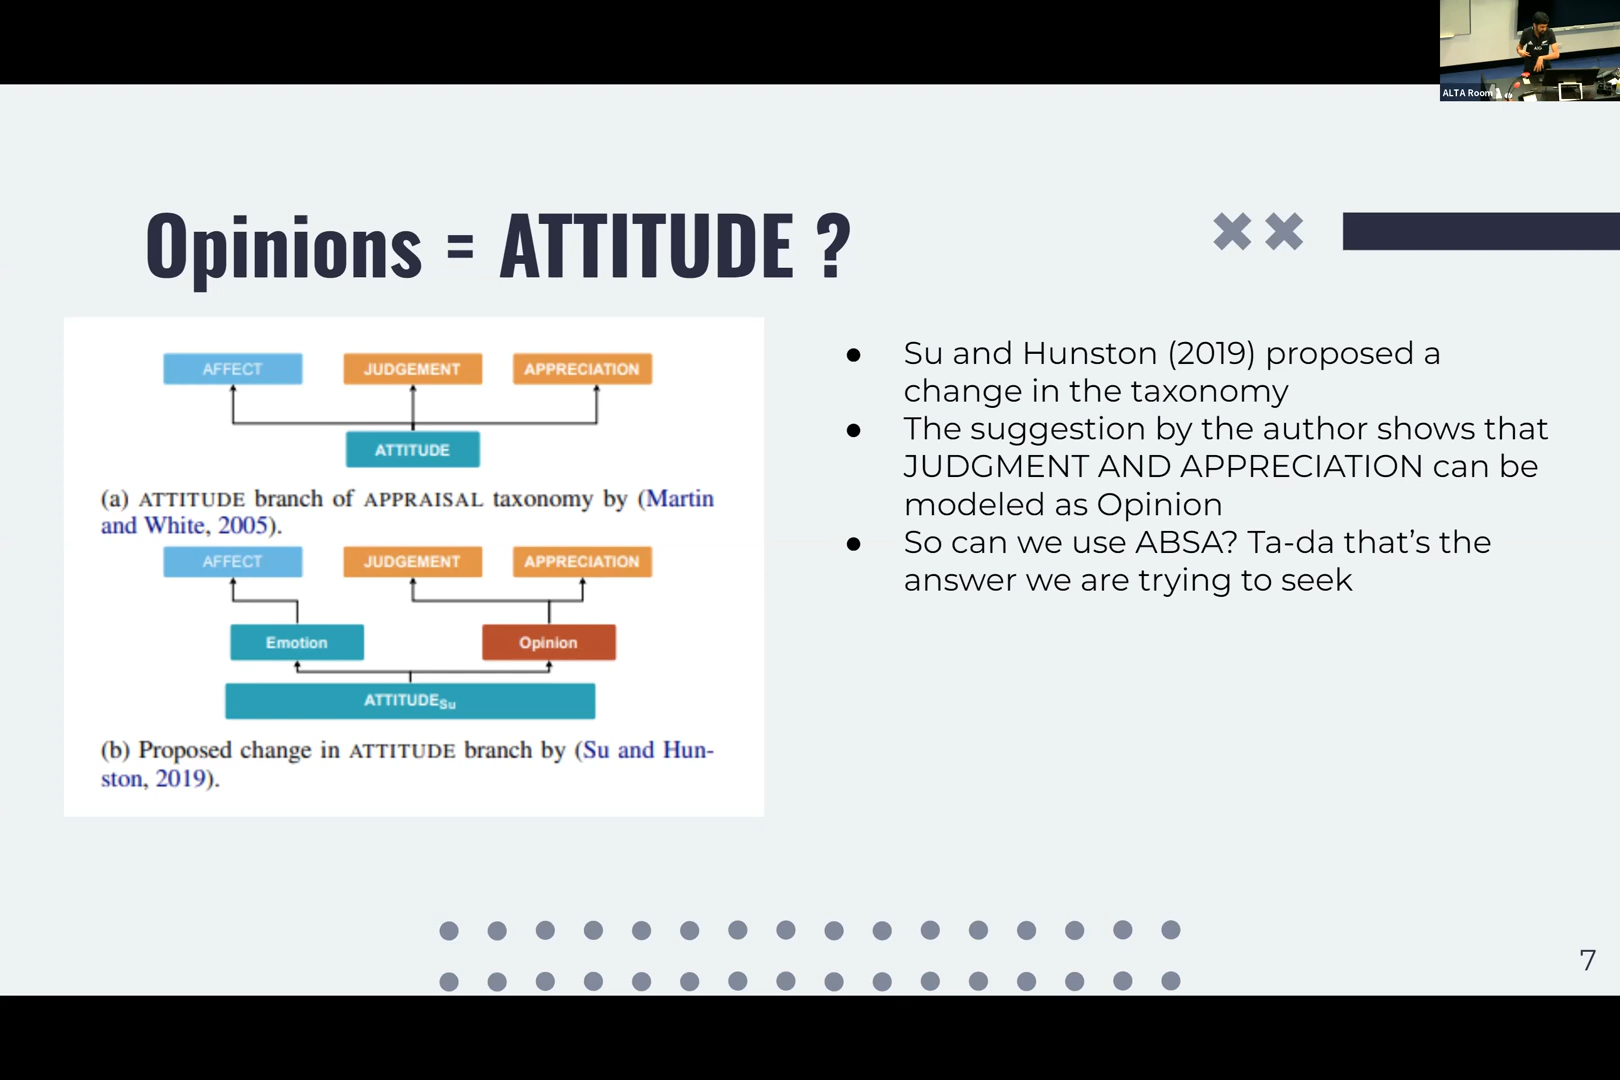 ALTA Room
Opinions = ATTITUDE ?
AFFECT JUDGEMENT APPRECIATION
ATTITUDE
(a) ATTITUDE branch of APPRAISAL taxonomy by (Martin
and White, 2005).
AFFECT JUDGEMENT APPRECIATION
Emotion Opinion
ATTITUDESu
(b) Proposed change in ATTITUDE branch by (Su and Hun-
ston, 2019).
● Su and Hunston (2019) proposed a
change in the taxonomy
● The suggestion by the author shows that
JUDGMENT AND APPRECIATION can be
modeled as Opinion
● So can we use ABSA? Ta-da that’s the
answer we are trying to seek
7